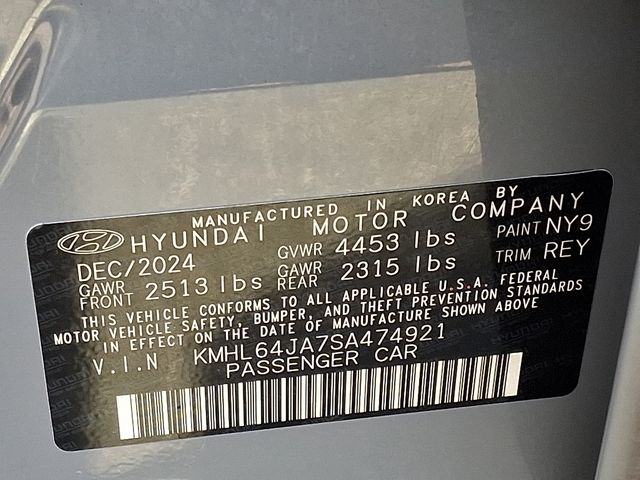 MANUFACTURED IN KOREA BY
HYUNDAI MOTOR COMPANY
DEC/2024 GVWR 4453 lbs PAINT NY9
GAWR FRONT 2513 lbs GAWR REAR 2315 lbs TRIM REY
THIS VEHICLE CONFORMS TO ALL APPLICABLE U.S.A. FEDERAL
MOTOR VEHICLE SAFETY, BUMPER, AND THEFT PREVENTION STANDARDS
IN EFFECT ON THE DATE OF MANUFACTURE SHOWN ABOVE
V.I.N KMHL64JA7SA474921
PASSENGER CAR